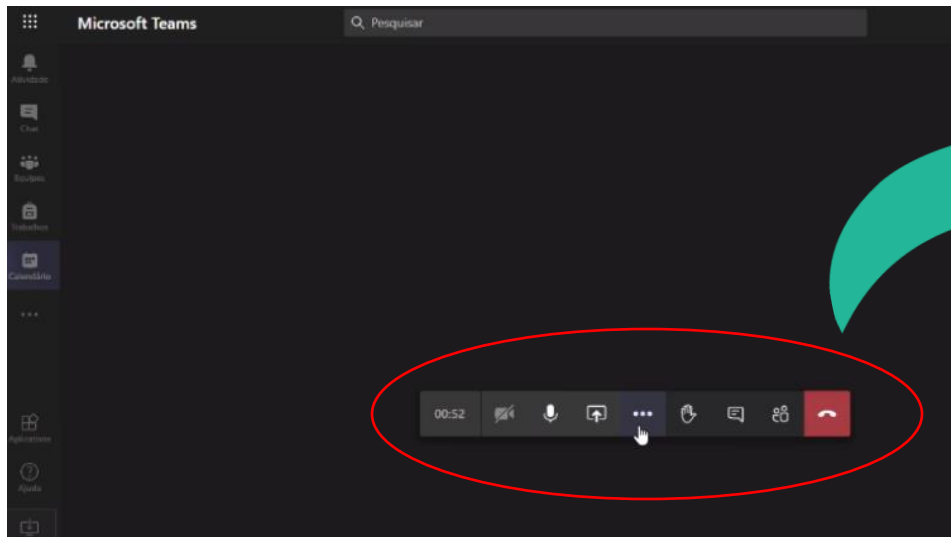 Microsoft Teams
Pesquisar
Atividade
Chat
Equipes
Trabalhos
Calendário
Aplicativos
Ajuda
00:52